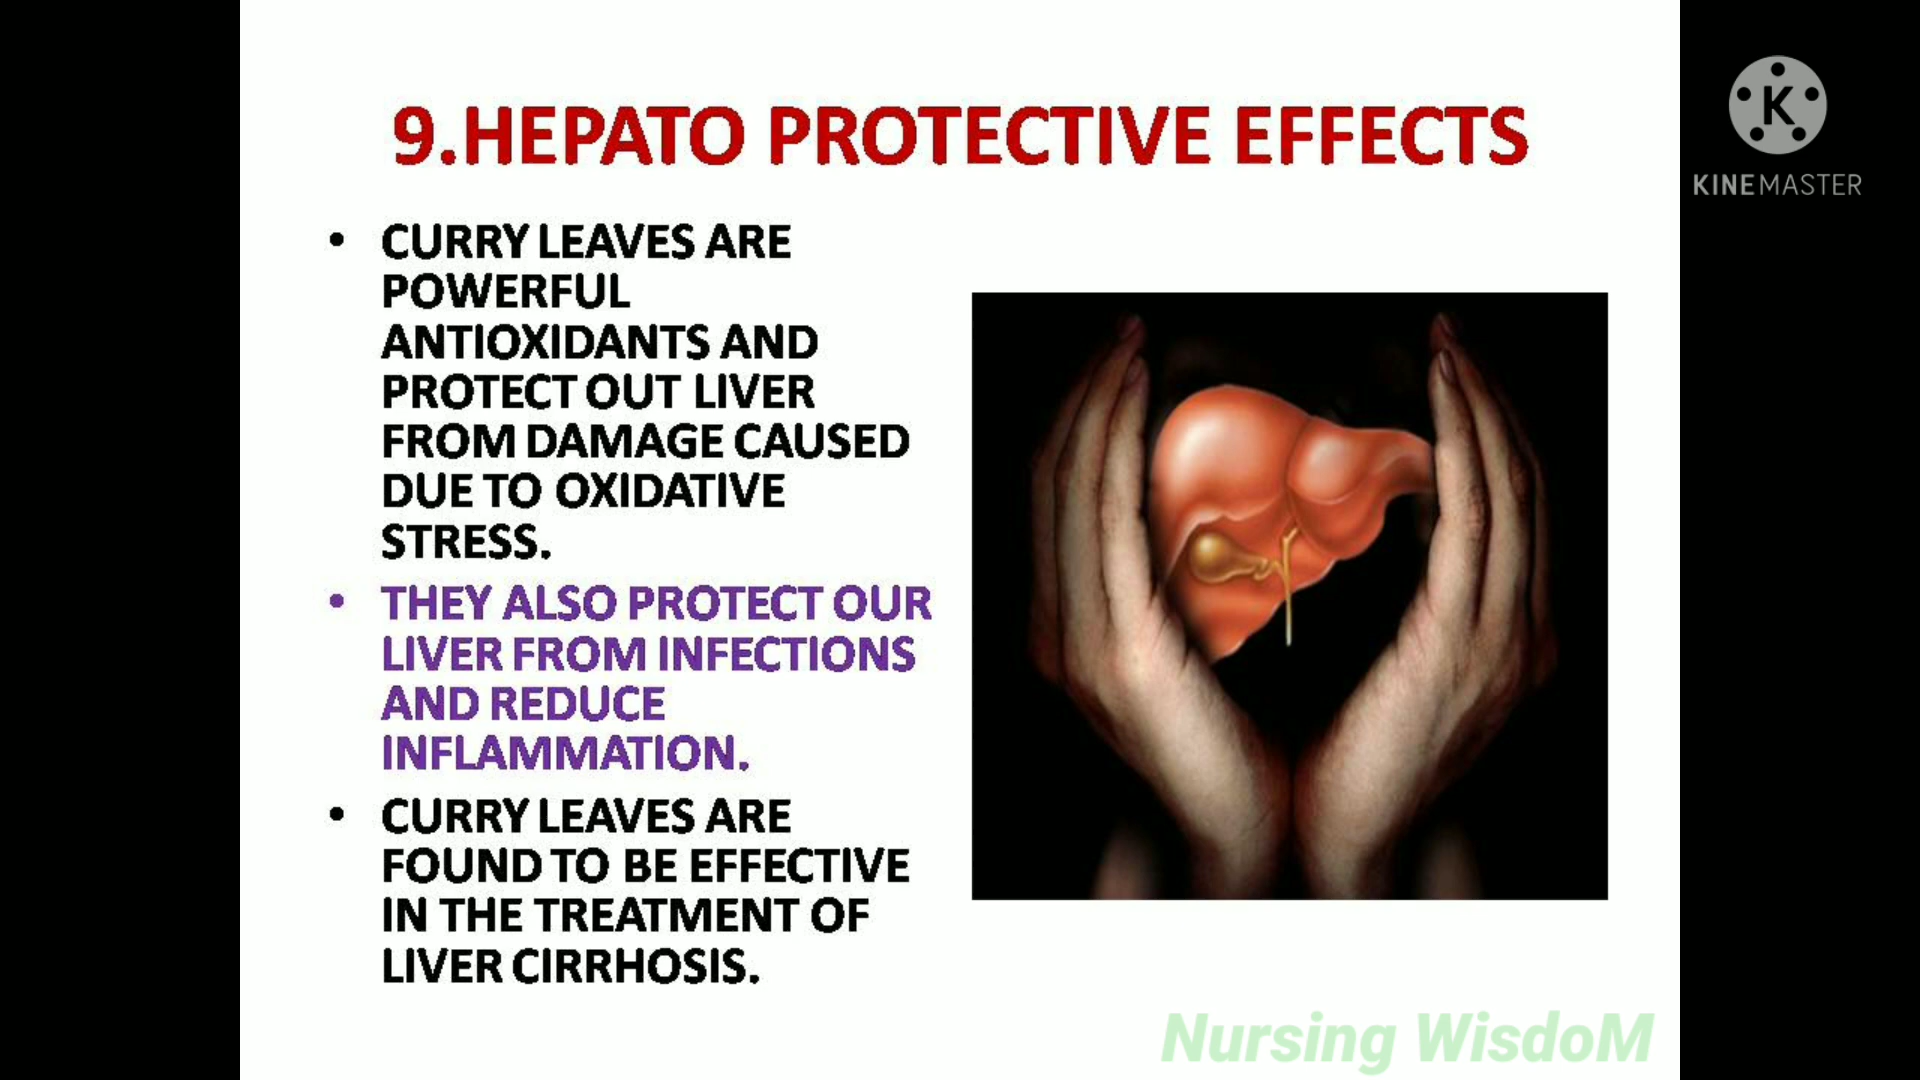 9.HEPATO PROTECTIVE EFFECTS
• CURRY LEAVES ARE
POWERFUL
ANTIOXIDANTS AND
PROTECT OUT LIVER
FROM DAMAGE CAUSED
DUE TO OXIDATIVE
STRESS.
• THEY ALSO PROTECT OUR
LIVER FROM INFECTIONS
AND REDUCE
INFLAMMATION.
• CURRY LEAVES ARE
FOUND TO BE EFFECTIVE
IN THE TREATMENT OF
LIVER CIRRHOSIS.
K
KINEMASTER
Nursing WisdoM